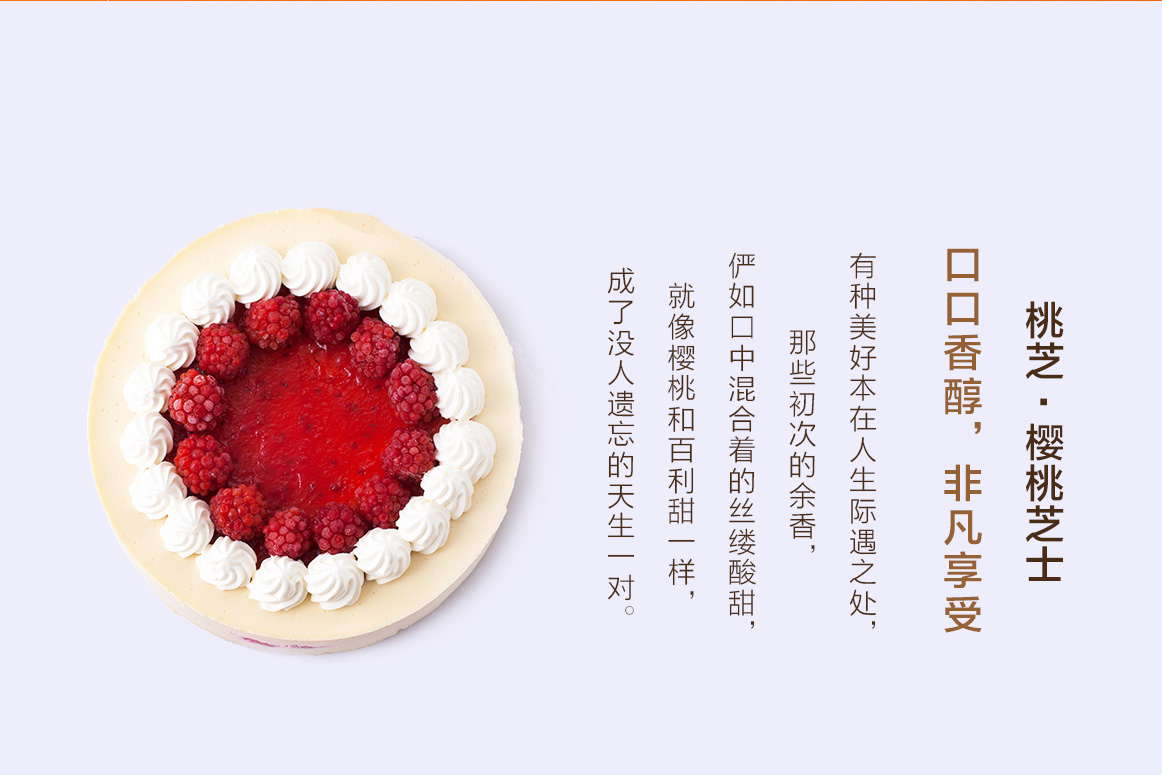 桃芝·樱桃芝士
口口香醇，非凡享受
有种美好本在人生际遇之处，
那些初次的余香，
俨如口中混合着的丝缕酸甜，
就像樱桃和百利甜一样，
成了没人遗忘的天生一对。